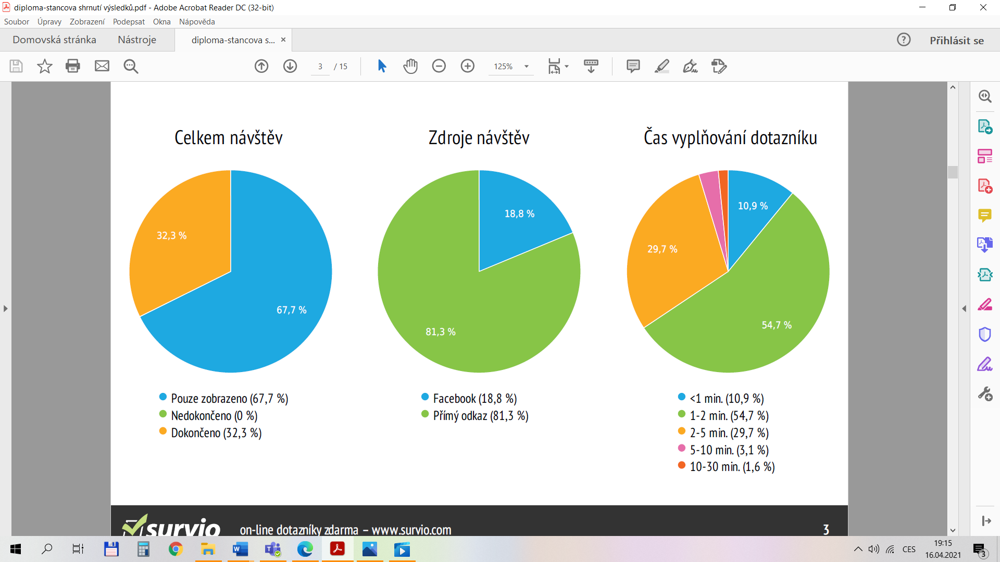 diploma-stancova shrnutí výsledků.pdf - Adobe Acrobat Reader DC (32-bit)
Soubor Úpravy Zobrazení Podepsat Okna Nápověda
Domovská stránka Nástroje diploma-stancova s... Přihlásit se
3 / 15 125%
Celkem návštěv
32,3 %
67,7 %
Pouze zobrazeno (67,7 %)
Nedokončeno (0 %)
Dokončeno (32,3 %)
Zdroje návštěv
18,8 %
81,3 %
Facebook (18,8 %)
Přímý odkaz (81,3 %)
Čas vyplňování dotazníku
10,9 %
29,7 %
54,7 %
<1 min. (10,9 %)
1-2 min. (54,7 %)
2-5 min. (29,7 %)
5-10 min. (3,1 %)
10-30 min. (1,6 %)
survio on-line dotazníky zdarma – www.survio.com 3
CES
19:15
16.04.2021
3